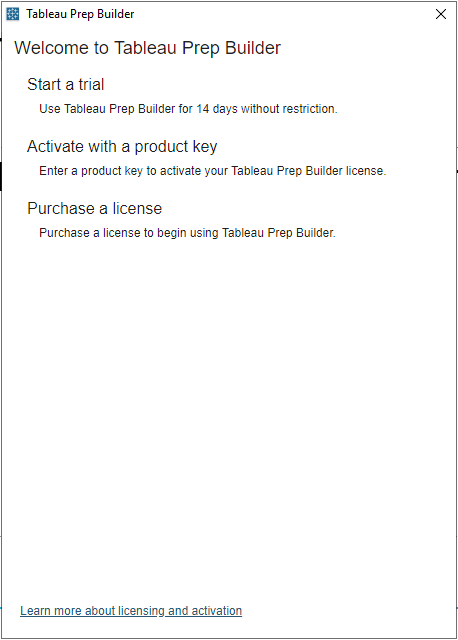 Tableau Prep Builder
Welcome to Tableau Prep Builder
Start a trial
Use Tableau Prep Builder for 14 days without restriction.
Activate with a product key
Enter a product key to activate your Tableau Prep Builder license.
Purchase a license
Purchase a license to begin using Tableau Prep Builder.
Learn more about licensing and activation